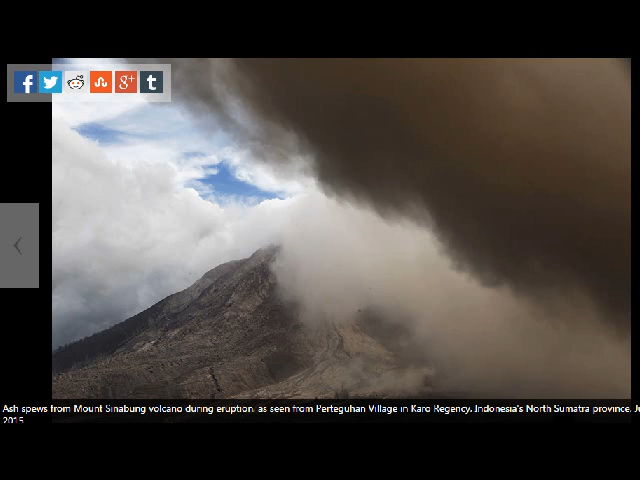 f
g+
t
Ash spews from Mount Sinabung volcano during eruption, as seen from Perteguhan Village in Karo Regency, Indonesia's North Sumatra province,
2015.